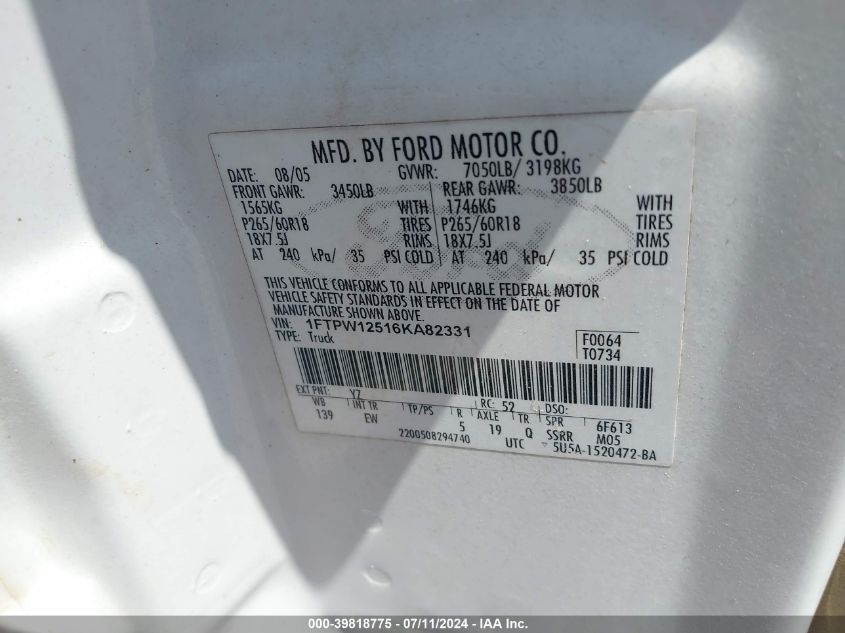 MFD. BY FORD MOTOR CO.
DATE: 08/05 GVWR: 7050LB/ 3198KG
FRONT GAWR: 3450LB REAR GAWR: 3850LB
1565KG WITH 1746KG WITH
P265/60R18 TIRES P265/60R18 TIRES
18X7.5J RIMS 18X7.5J RIMS
AT 240 kPa/ 35 PSI COLD AT 240 kPa/ 35 PSI COLD
Ford
THIS VEHICLE CONFORMS TO ALL APPLICABLE FEDERAL MOTOR
VEHICLE SAFETY STANDARDS IN EFFECT ON THE DATE OF
MANUFACTURE SHOWN ABOVE.
VIN: 1FTPW12516KA82331 F0064
TYPE: Truck T0734
EXT PNT: YZ RC: 52 DSO:
WB INT TR TP/PS R AXLE TR SPR 6F613
139 EW 5 19 Q SSRR M05
2200508294740 UTC 5U5A-1520472-BA
000-39818775 - 07/11/2024 - IAA, Inc.